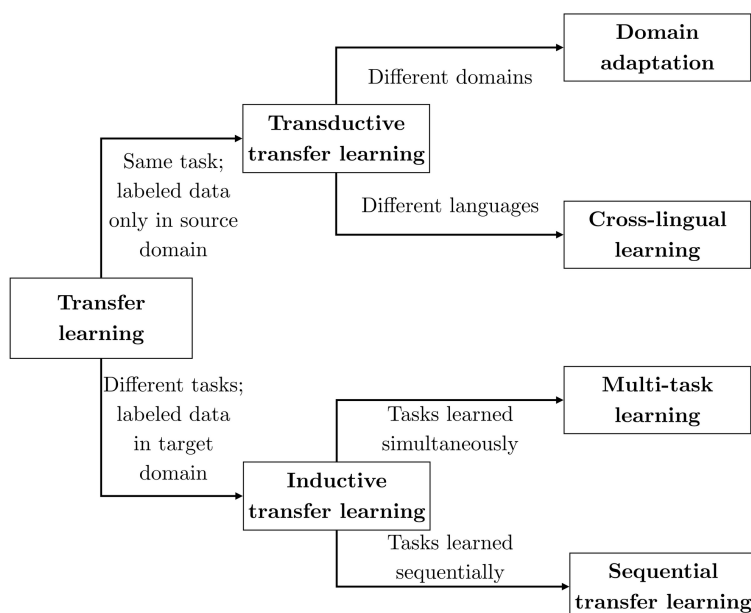 Domain
adaptation
Different domains
Transductive
transfer learning
Same task;
labeled data
only in source
domain
Different languages
Cross-lingual
learning
Transfer
learning
Different tasks;
labeled data
in target
domain
Multi-task
learning
Tasks learned
simultaneously
Inductive
transfer learning
Tasks learned
sequentially
Sequential
transfer learning